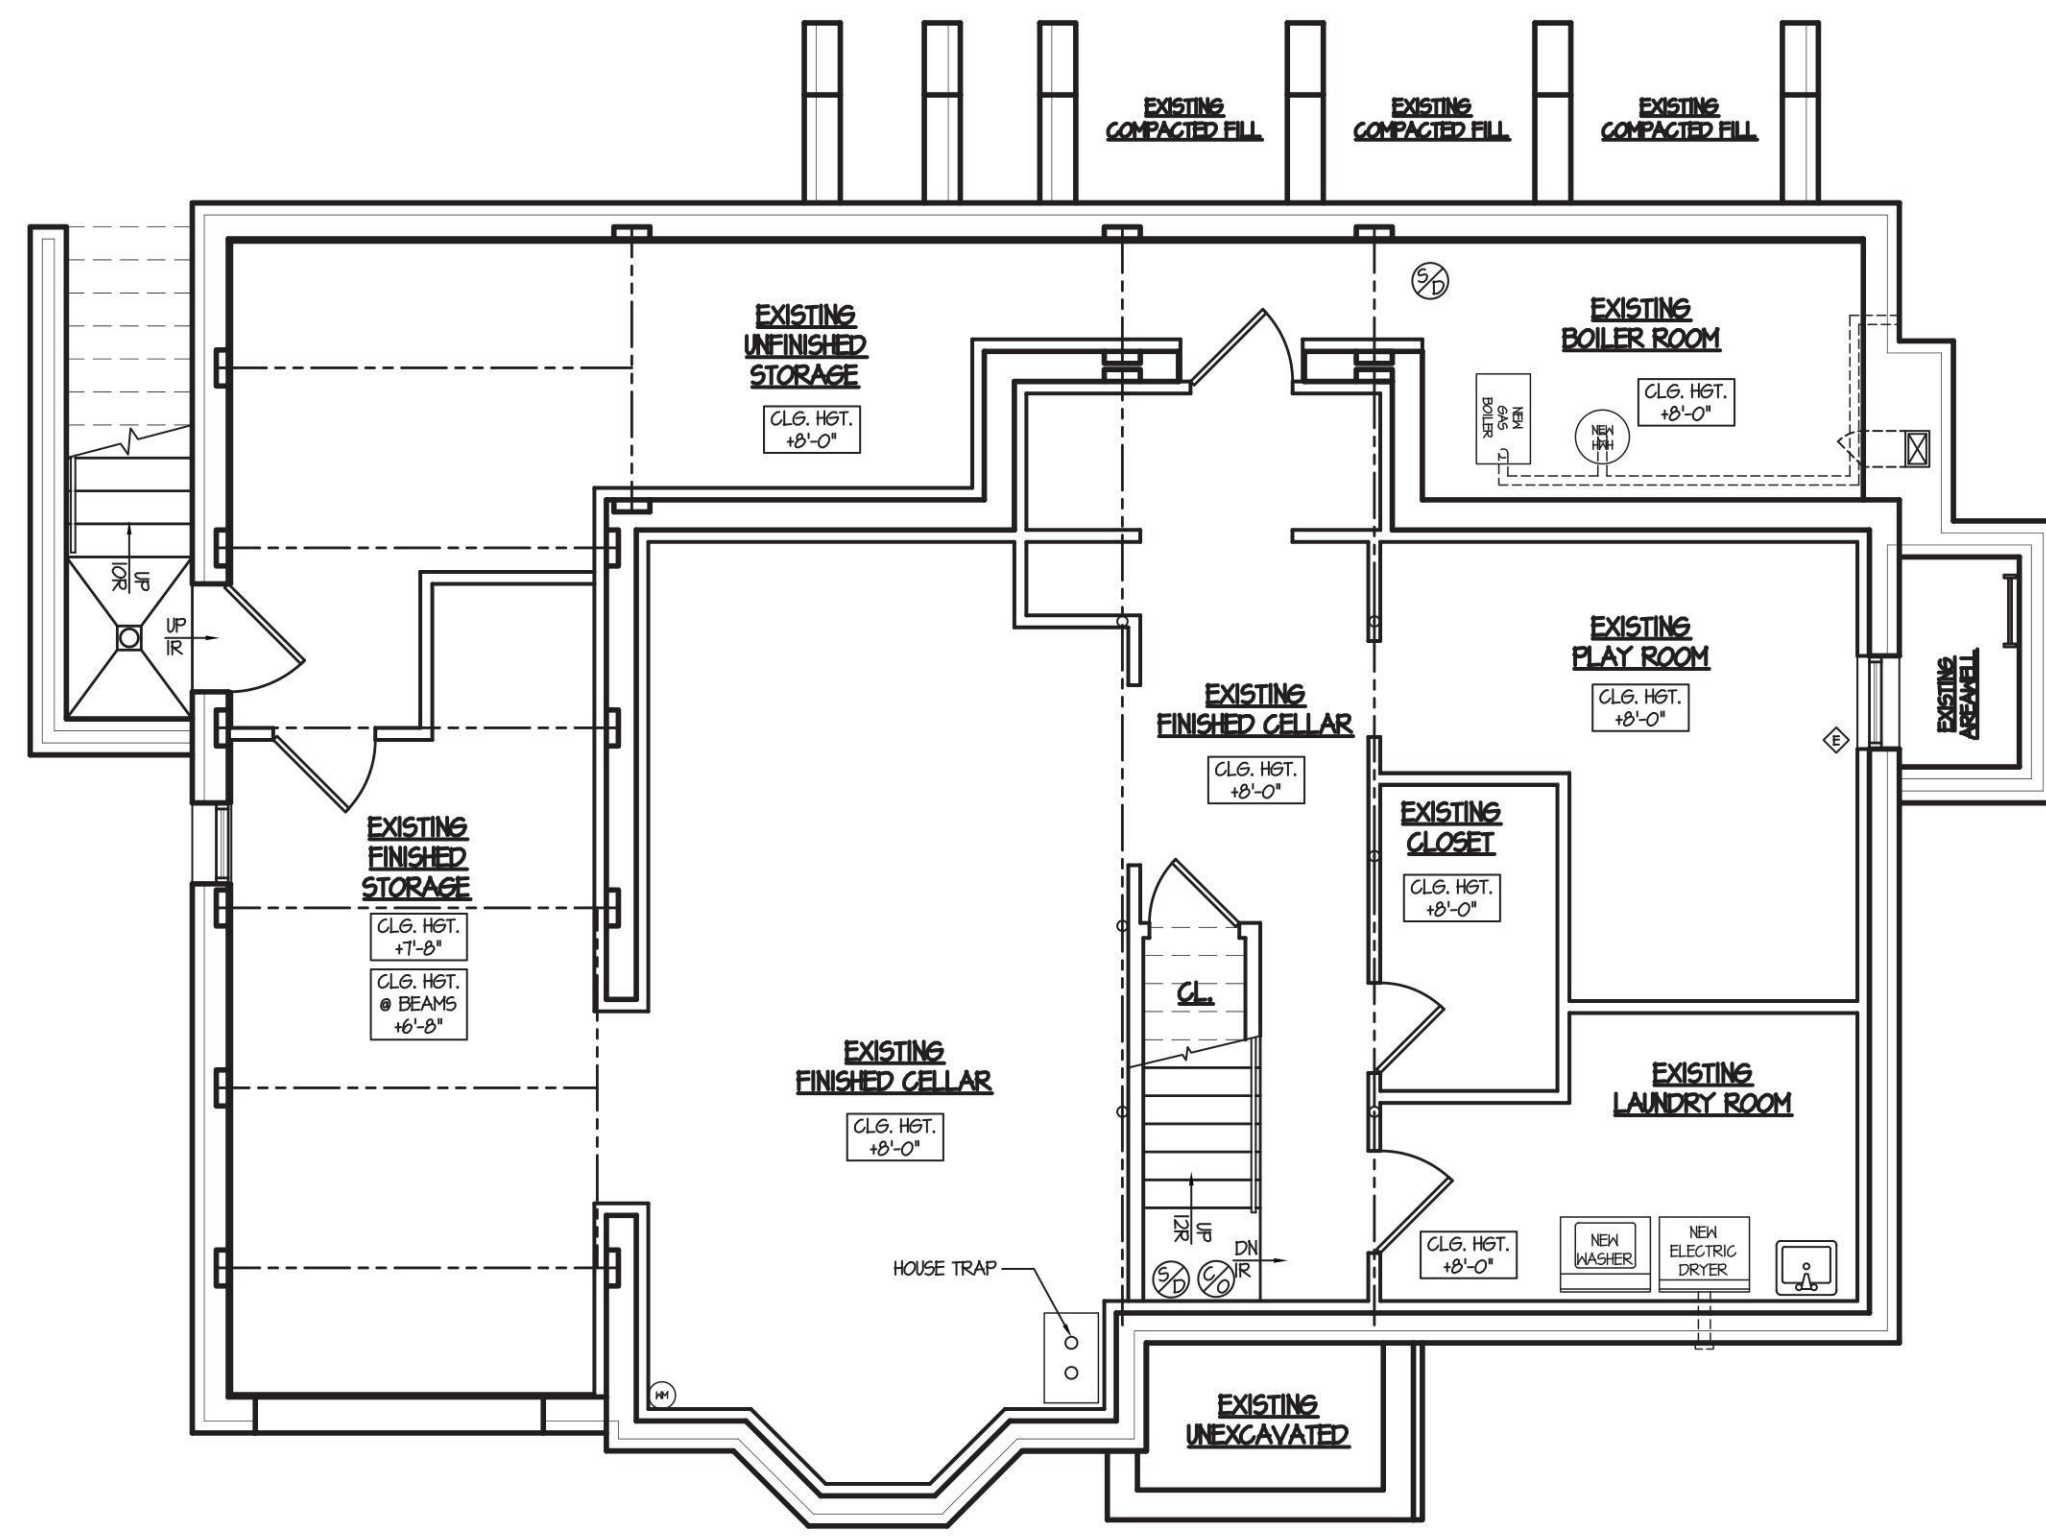 EXISTING
COMPACTED FILL
EXISTING
COMPACTED FILL
EXISTING
COMPACTED FILL
EXISTING
UNFINISHED
STORAGE
CLG. HGT.
+8'-0"
S/D
EXISTING
BOILER ROOM
CLG. HGT.
+8'-0"
NEW
GAS
BOILER
NEW
HWH
UP
10R
UP
1R
EXISTING
FINISHED
STORAGE
CLG. HGT.
+7'-8"
CLG. HGT.
@ BEAMS
+6'-8"
EXISTING
FINISHED CELLAR
CLG. HGT.
+8'-0"
EXISTING
PLAY ROOM
CLG. HGT.
+8'-0"
E
EXISTING
AREAWELL
EXISTING
CLOSET
CLG. HGT.
+8'-0"
CL.
EXISTING
FINISHED CELLAR
CLG. HGT.
+8'-0"
EXISTING
LAUNDRY ROOM
CLG. HGT.
+8'-0"
NEW
WASHER
NEW
ELECTRIC
DRYER
UP
12R
DN
1R
S/D
C/O
HOUSE TRAP
WM
EXISTING
UNEXCAVATED